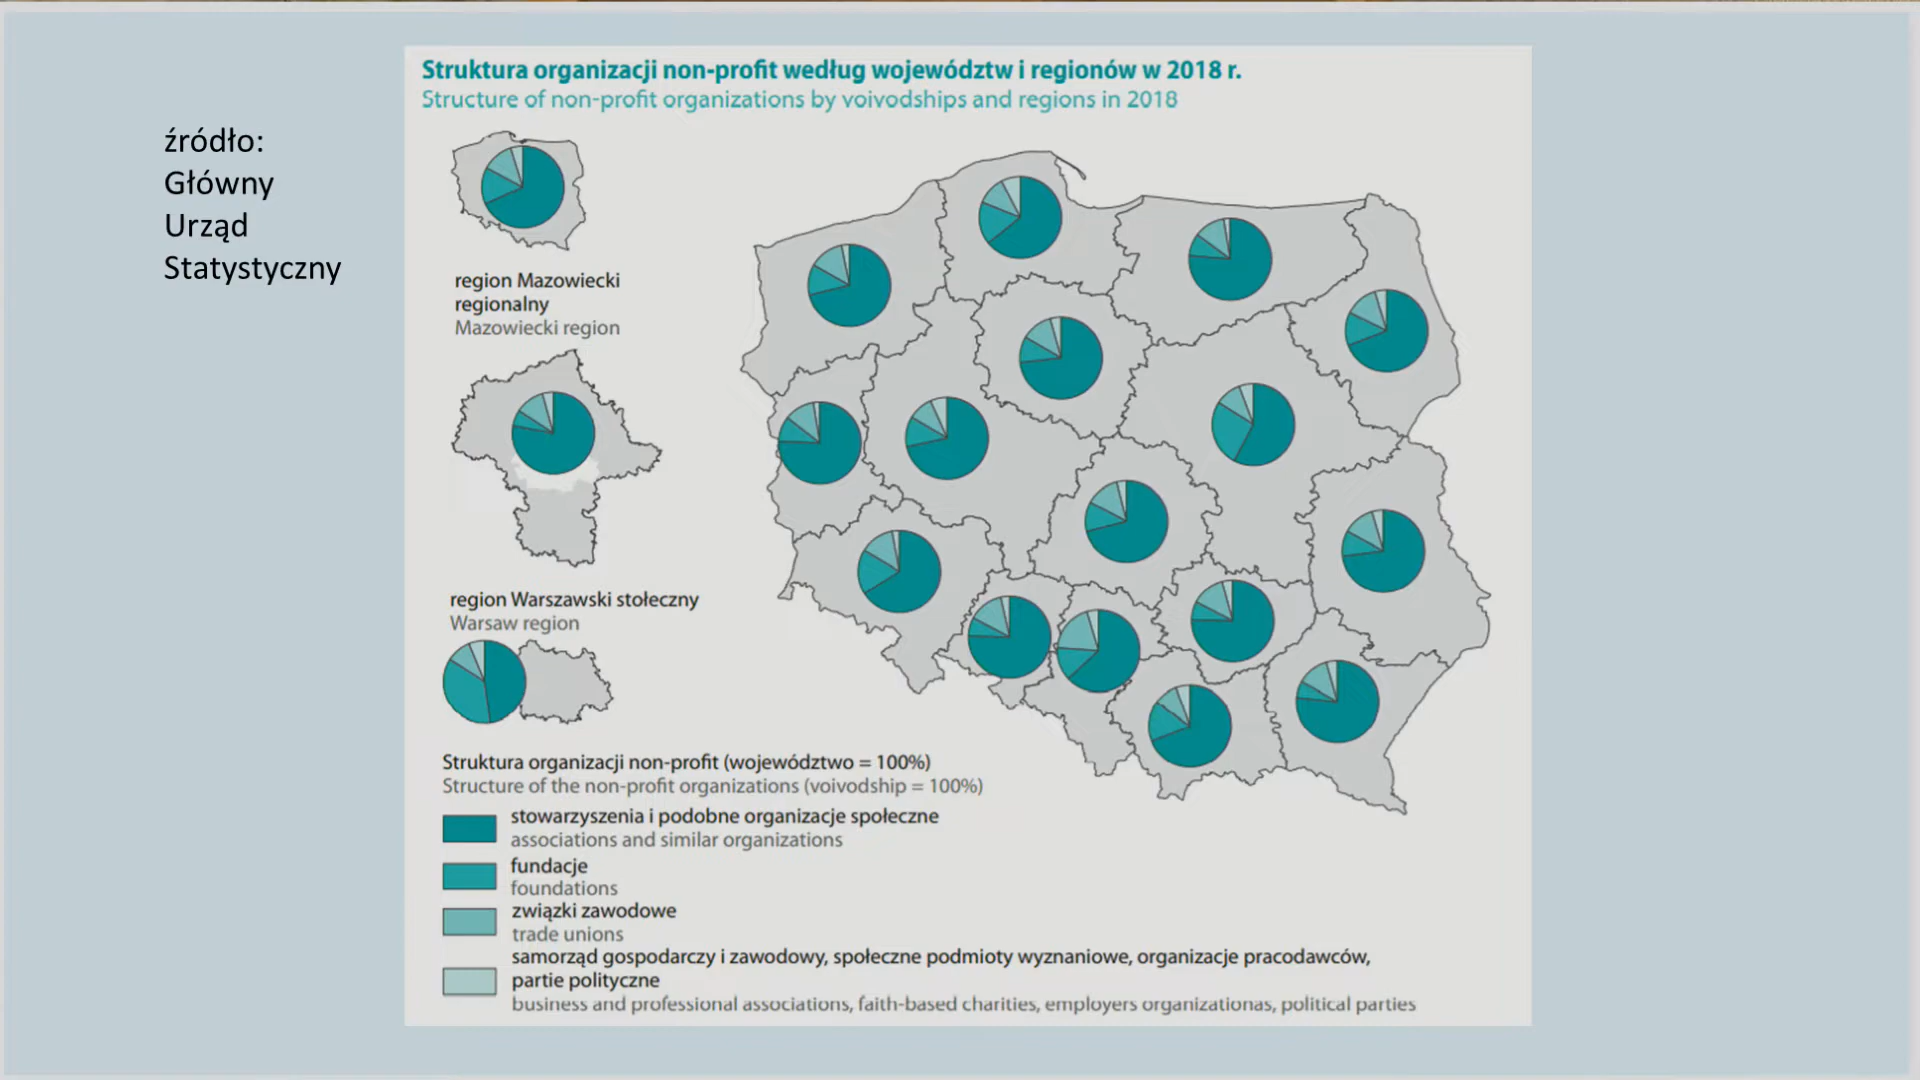 źródło:
Główny
Urząd
Statystyczny
Struktura organizacji non-profit według województw i regionów w 2018 r.
Structure of non-profit organizations by voivodships and regions in 2018
region Mazowiecki
regionalny
Mazowiecki region
region Warszawski stołeczny
Warsaw region
Struktura organizacji non-profit (województwo = 100%)
Structure of the non-profit organizations (voivodship = 100%)
stowarzyszenia i podobne organizacje społeczne
associations and similar organizations
fundacje
foundations
związki zawodowe
trade unions
samorząd gospodarczy i zawodowy, społeczne podmioty wyznaniowe, organizacje pracodawców,
partie polityczne
business and professional associations, faith-based charities, employers organizationas, political parties